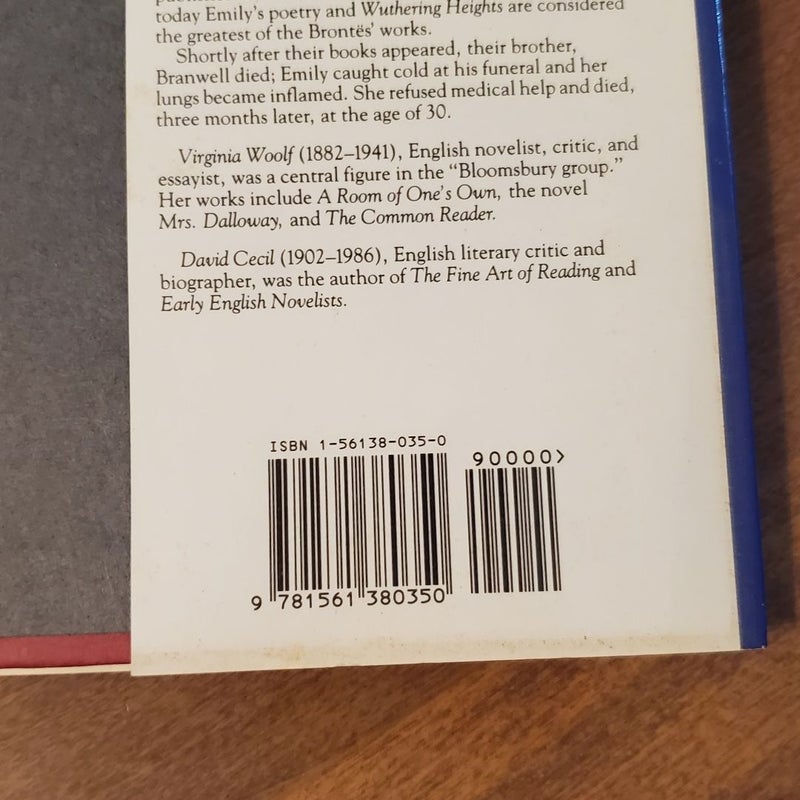 today Emily's poetry and Wuthering Heights are considered
the greatest of the Brontës' works.
Shortly after their books appeared, their brother,
Branwell died; Emily caught cold at his funeral and her
lungs became inflamed. She refused medical help and died,
three months later, at the age of 30.
Virginia Woolf (1882–1941), English novelist, critic, and
essayist, was a central figure in the “Bloomsbury group.”
Her works include A Room of One's Own, the novel
Mrs. Dalloway, and The Common Reader.
David Cecil (1902–1986), English literary critic and
biographer, was the author of The Fine Art of Reading and
Early English Novelists.
ISBN 1-56138-035-0
90000>
9 781561 380350